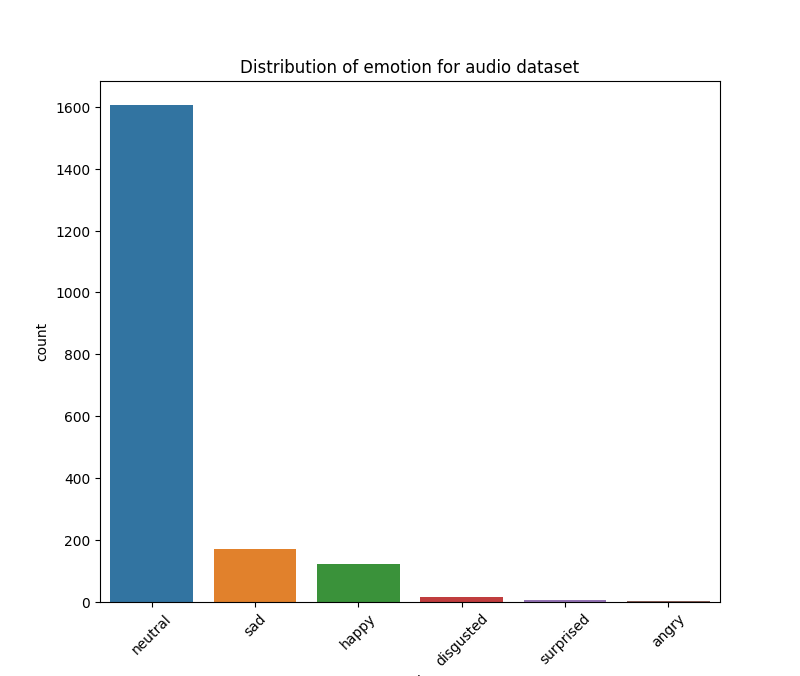 Distribution of emotion for audio dataset
count
1600
1400
1200
1000
800
600
400
200
0
neutral
sad
happy
disgusted
surprised
angry